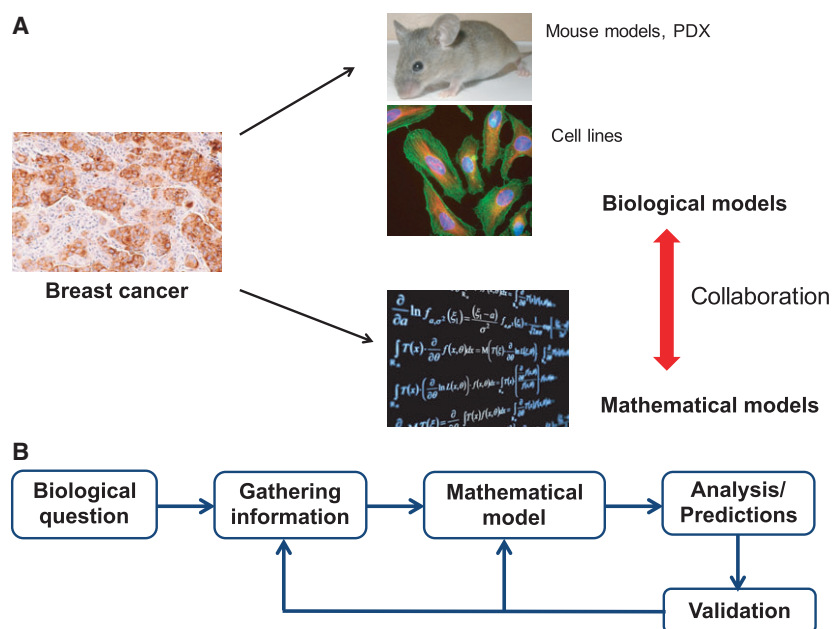 A
Mouse models, PDX
Cell lines
Breast cancer
Biological models
Collaboration
Mathematical models
B
Biological
question
Gathering
information
Mathematical
model
Analysis/
Predictions
Validation